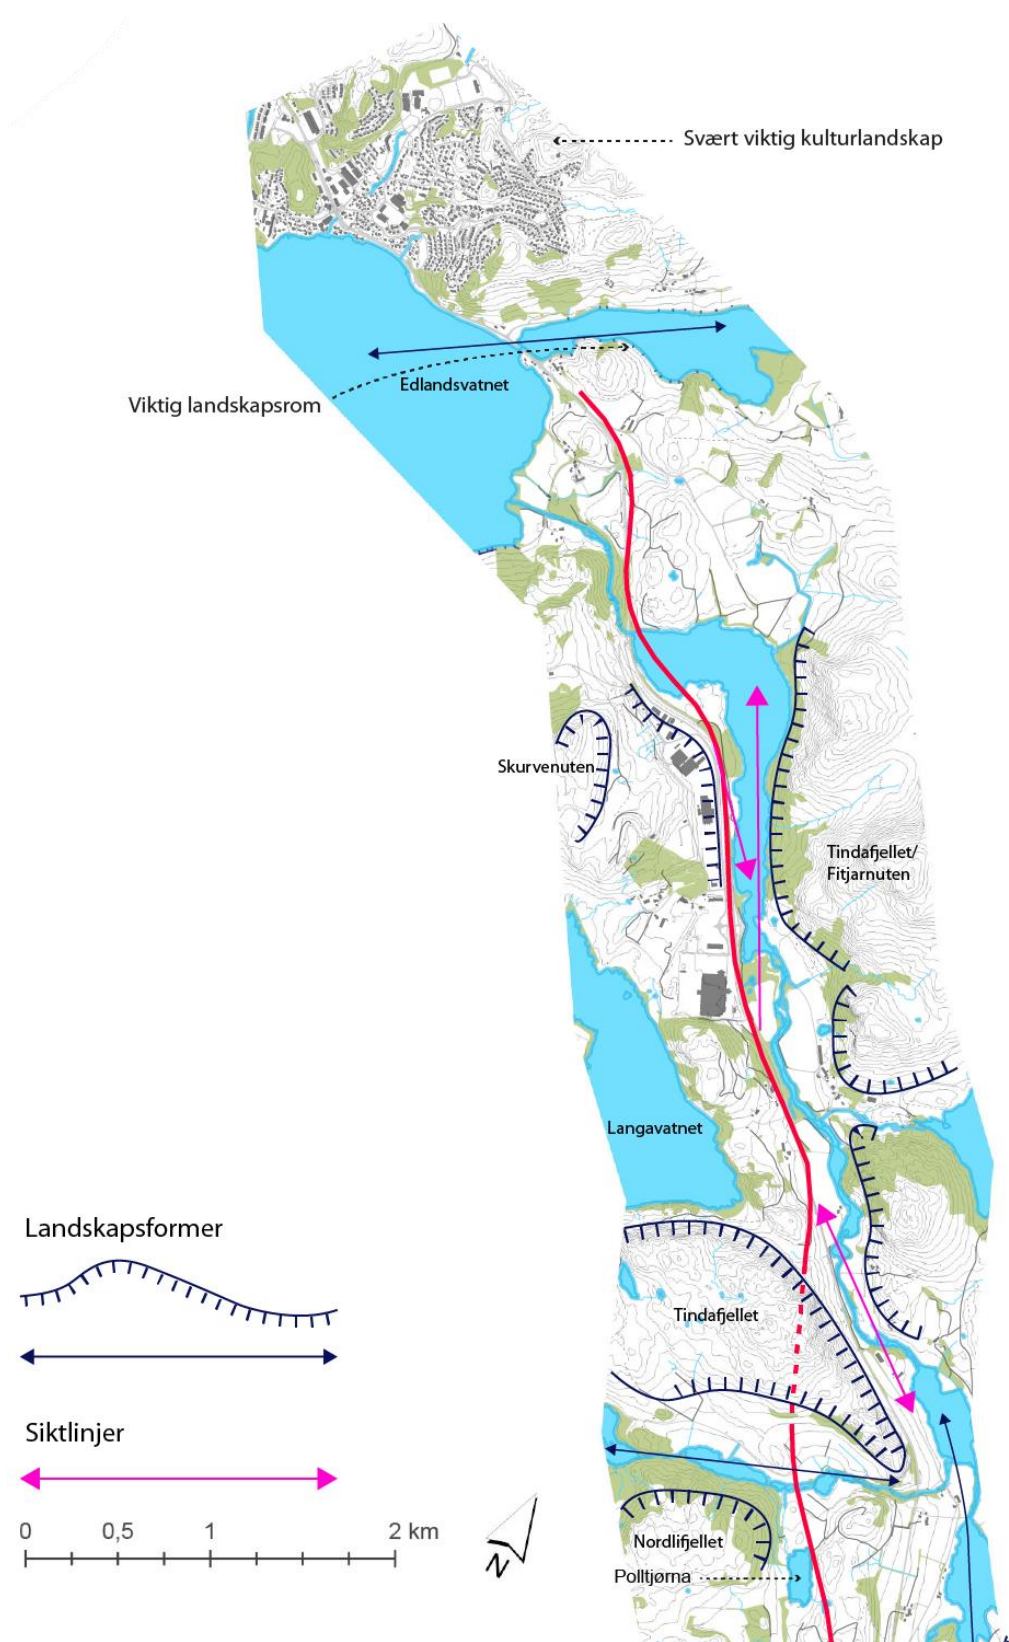 Svært viktig kulturlandskap
Edlandsvatnet
Viktig landskapsrom
Skurvenuten
Tindafjellet/
Fitjarnuten
Langavatnet
Landskapsformer
Tindafjellet
Siktlinjer
0 0,5 1 2 km
N
Nordlifjellet
Polltjørna